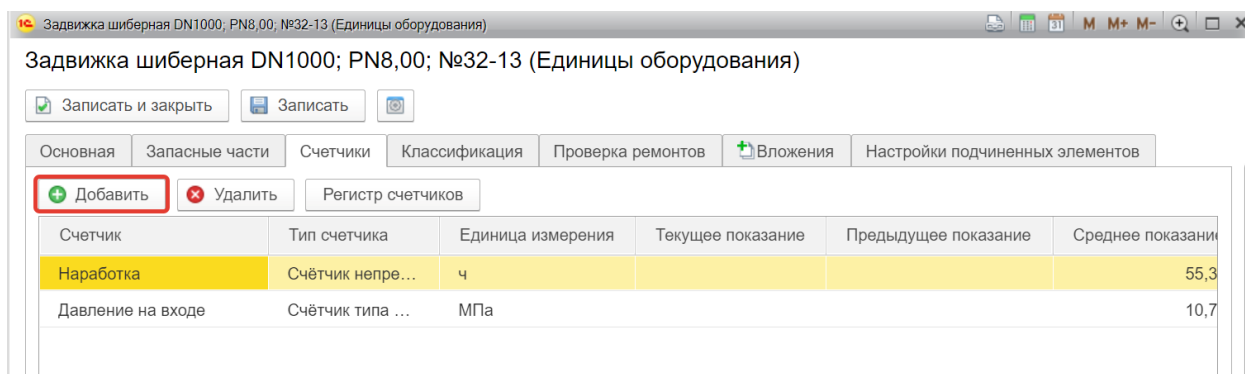 1С Задвижка шиберная DN1000; PN8,00; №32-13 (Единицы оборудования) 31 M M+ M-
Задвижка шиберная DN1000; PN8,00; №32-13 (Единицы оборудования)
Записать и закрыть Записать
Основная Запасные части Счетчики Классификация Проверка ремонтов Вложения Настройки подчиненных элементов
Добавить Удалить Регистр счетчиков
Счетчик Тип счетчика Единица измерения Текущее показание Предыдущее показание Среднее показани
Наработка Счётчик непре... ч 55,3
Давление на входе Счётчик типа ... МПа 10,7